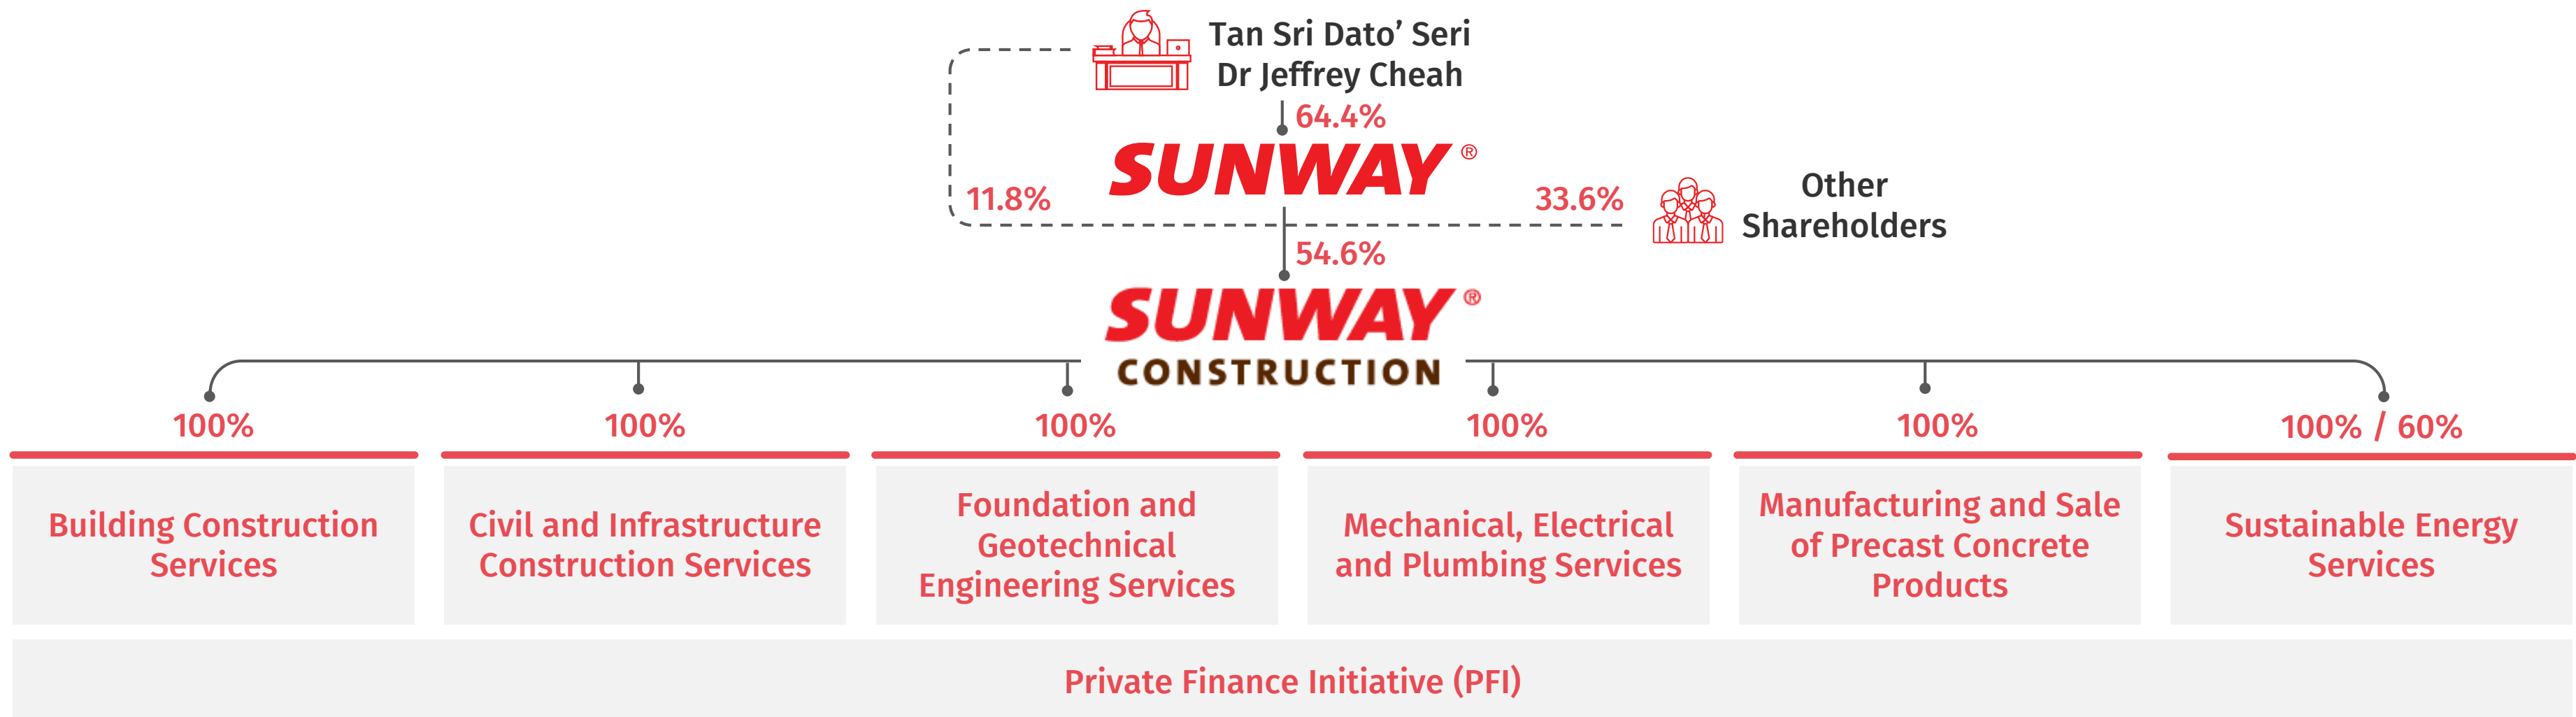 Tan Sri Dato’ Seri
Dr Jeffrey Cheah
64.4%
SUNWAY®
11.8%
33.6%
Other
Shareholders
54.6%
SUNWAY®
CONSTRUCTION
100%
100%
100%
100%
100%
100% / 60%
Building Construction
Services
Civil and Infrastructure
Construction Services
Foundation and
Geotechnical
Engineering Services
Mechanical, Electrical
and Plumbing Services
Manufacturing and Sale
of Precast Concrete
Products
Sustainable Energy
Services
Private Finance Initiative (PFI)